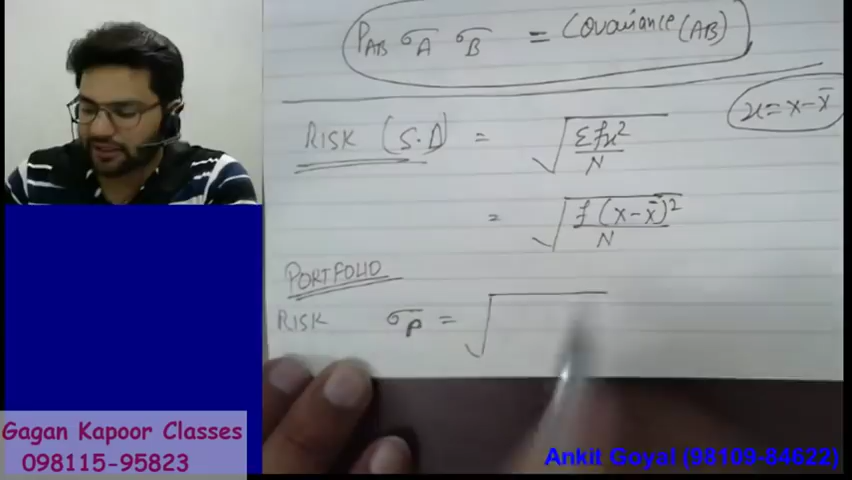 ρAB σA σB = Covariance (AB)
x = X - X̄
RISK (S.D) = √Σfx²/N
= √f(X-X̄)²/N
PORTFOLIO
RISK σp = √
Gagan Kapoor Classes
098115-95823
Ankit Goyal (98109-84622)